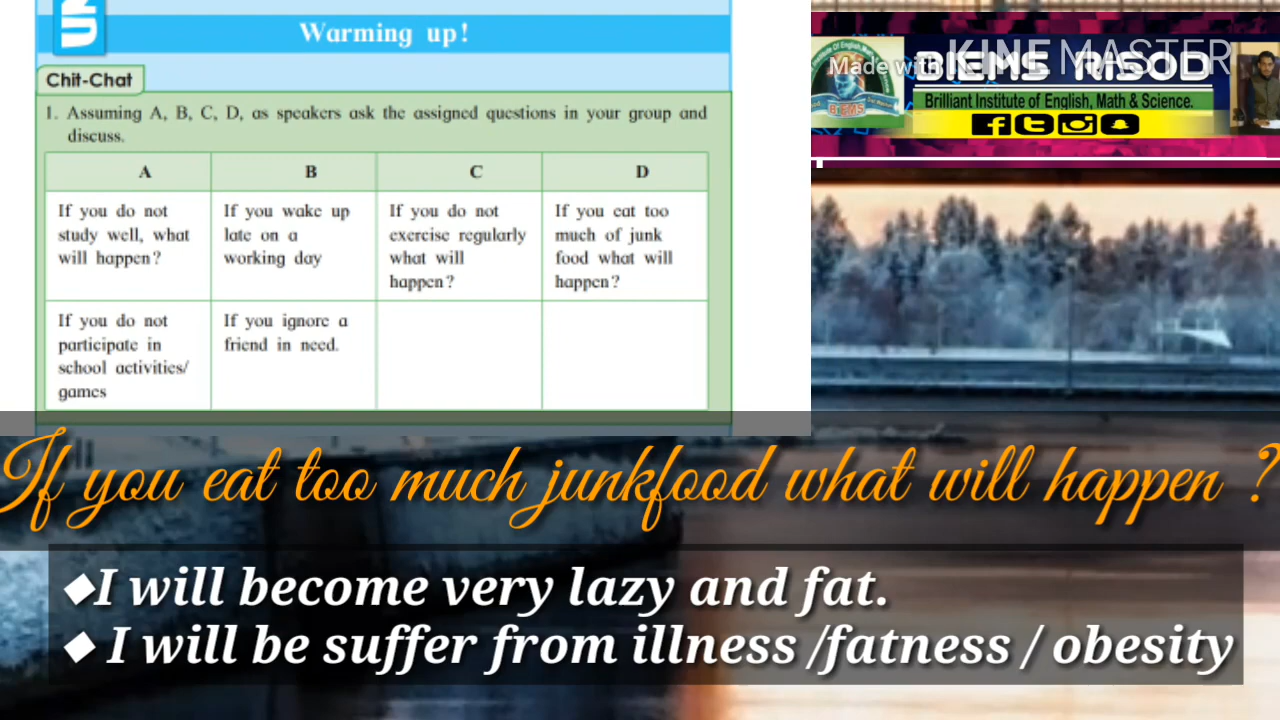 Warming up!
Chit-Chat
1. Assuming A, B, C, D, as speakers ask the assigned questions in your group and
discuss.
A B C D
If you do not
study well, what
will happen?
If you wake up
late on a
working day
If you do not
exercise regularly
what will
happen?
If you eat too
much of junk
food what will
happen?
If you do not
participate in
school activities/
games
If you ignore a
friend in need.
Made with KINEMASTER
BIEMS RISOD
Brilliant Institute of English, Math & Science.
BIEMS
If you eat too much junkfood what will happen ?
◆I will become very lazy and fat.
◆ I will be suffer from illness /fatness / obesity